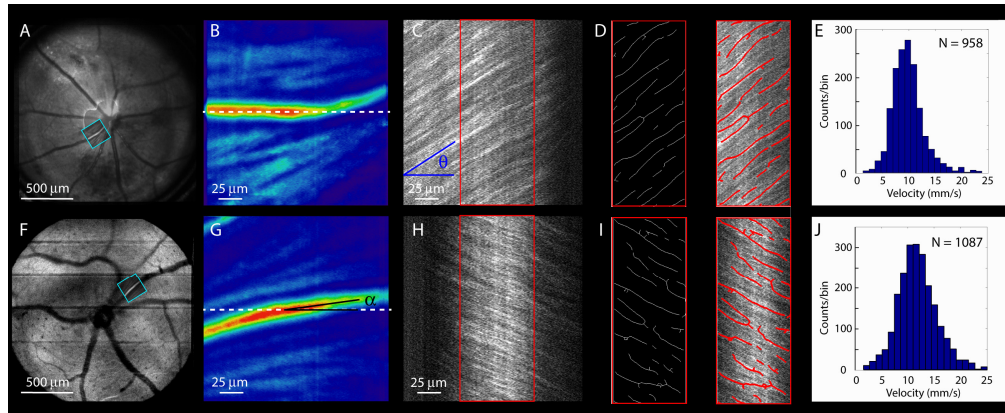 A
B
C
D
E
500 µm
25 µm
25 µm
θ
N = 958
Counts/bin
300
200
100
0
0 5 10 15 20 25
Velocity (mm/s)
F
G
H
I
J
500 µm
25 µm
α
25 µm
N = 1087
Counts/bin
300
200
100
0
0 5 10 15 20 25
Velocity (mm/s)